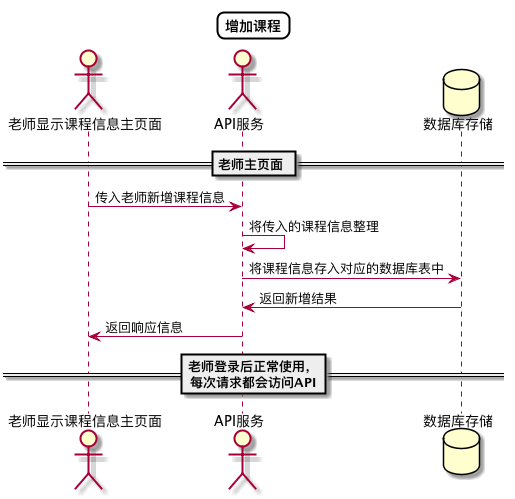 增加课程
老师显示课程信息主页面 API服务 数据库存储
老师主页面
传入老师新增课程信息
将传入的课程信息整理
将课程信息存入对应的数据库表中
返回新增结果
返回响应信息
老师登录后正常使用，
每次请求都会访问API
老师显示课程信息主页面 API服务 数据库存储